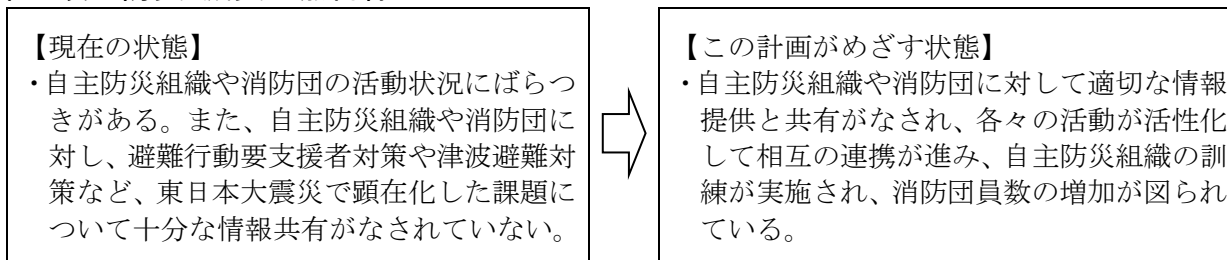 【現在の状態】
・自主防災組織や消防団の活動状況にばらつ
きがある。また、自主防災組織や消防団に
対し、避難行動要支援者対策や津波避難対
策など、東日本大震災で顕在化した課題に
ついて十分な情報共有がなされていない。
【この計画がめざす状態】
・自主防災組織や消防団に対して適切な情報
提供と共有がなされ、各々の活動が活性化
して相互の連携が進み、自主防災組織の訓
練が実施され、消防団員数の増加が図られ
ている。